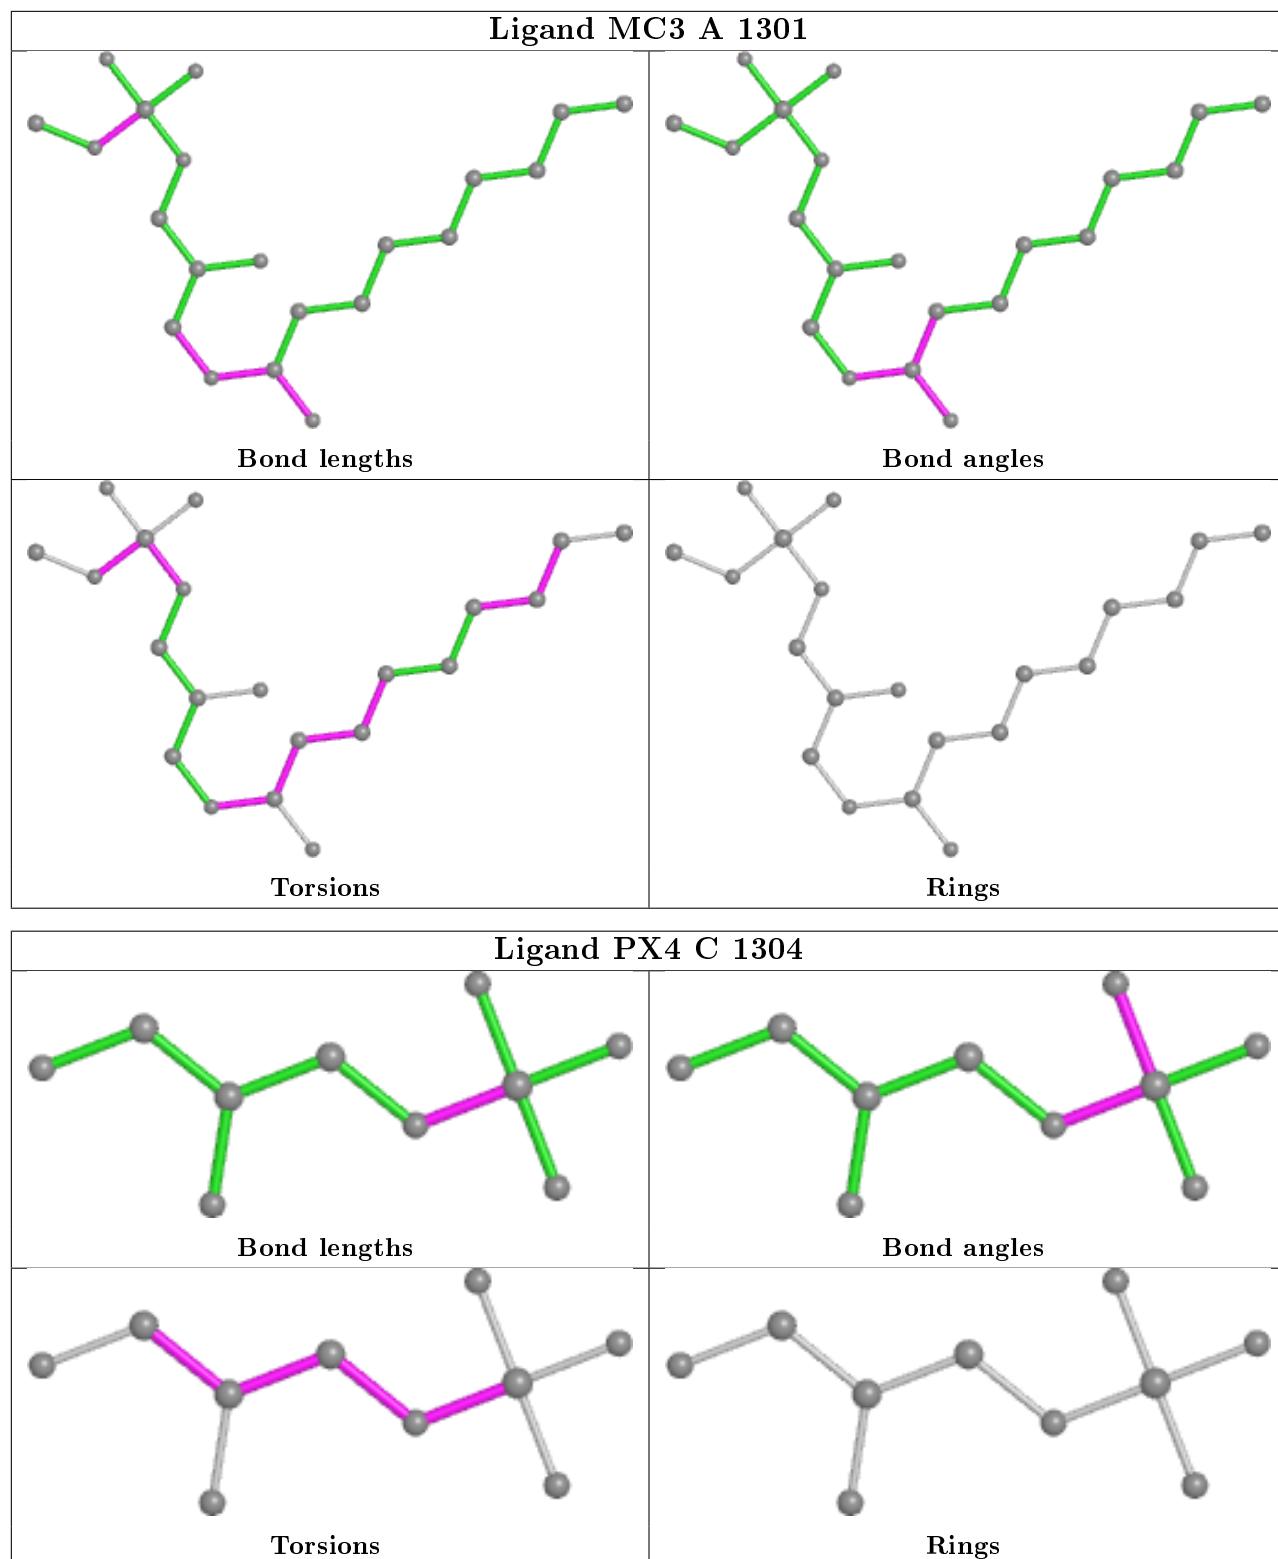 Ligand MC3 A 1301
Bond lengths
Bond angles
Torsions
Rings
Ligand PX4 C 1304
Bond lengths
Bond angles
Torsions
Rings